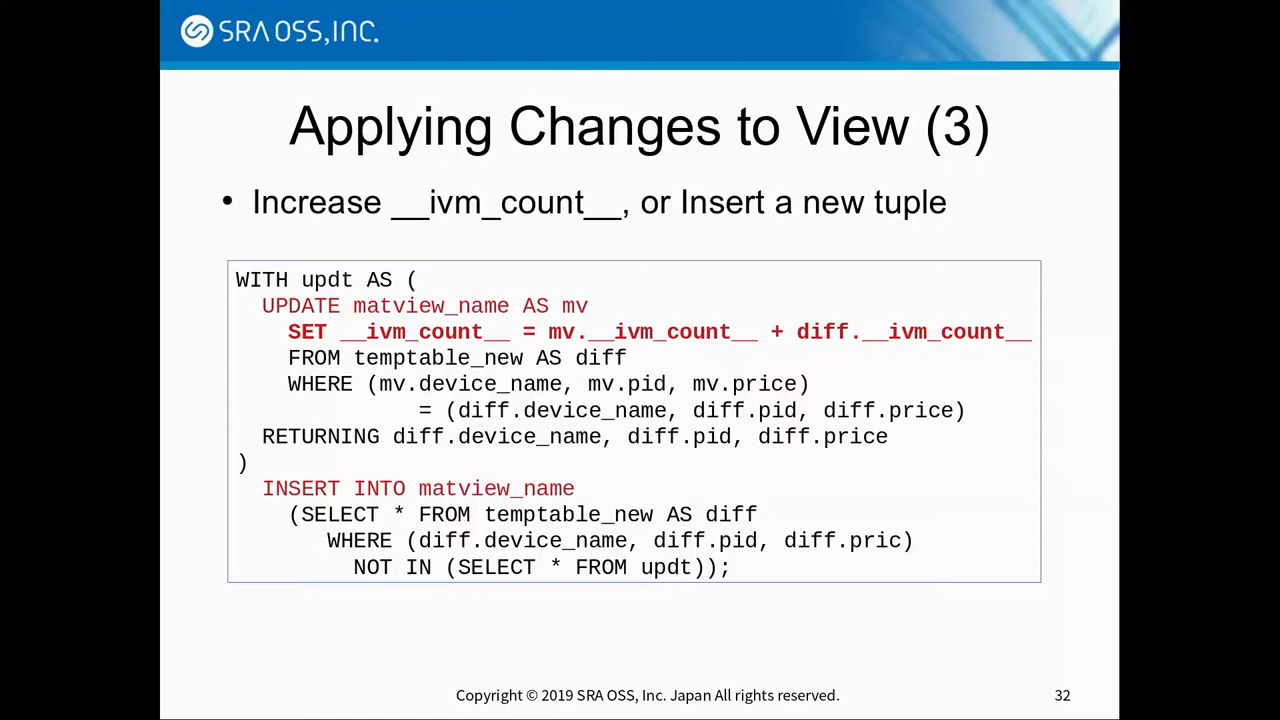 SRA OSS, INC.
Applying Changes to View (3)
• Increase __ivm_count__, or Insert a new tuple
WITH updt AS (
UPDATE matview_name AS mv
SET __ivm_count__ = mv.__ivm_count__ + diff.__ivm_count__
FROM temptable_new AS diff
WHERE (mv.device_name, mv.pid, mv.price)
= (diff.device_name, diff.pid, diff.price)
RETURNING diff.device_name, diff.pid, diff.price
)
INSERT INTO matview_name
(SELECT * FROM temptable_new AS diff
WHERE (diff.device_name, diff.pid, diff.pric)
NOT IN (SELECT * FROM updt));
Copyright © 2019 SRA OSS, Inc. Japan All rights reserved.
32